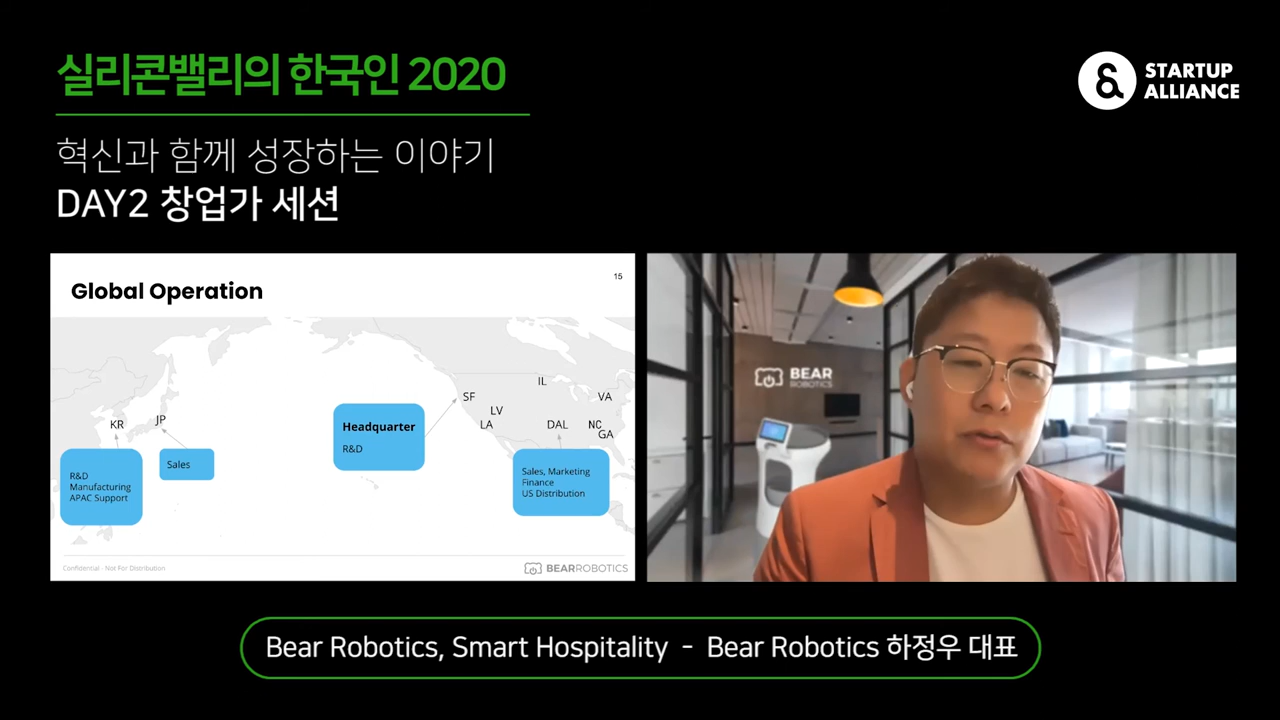 실리콘밸리의 한국인 2020
STARTUP
ALLIANCE
혁신과 함께 성장하는 이야기
DAY2 창업가 세션
15
Global Operation
IL
SF
VA
LV
LA
DAL
NC
GA
KR
JP
Headquarter
R&D
Sales
R&D
Manufacturing
APAC Support
Sales, Marketing
Finance
US Distribution
Confidential - Not For Distribution
BEARROBOTICS
BEAR
ROBOTICS
Bear Robotics, Smart Hospitality - Bear Robotics 하정우 대표